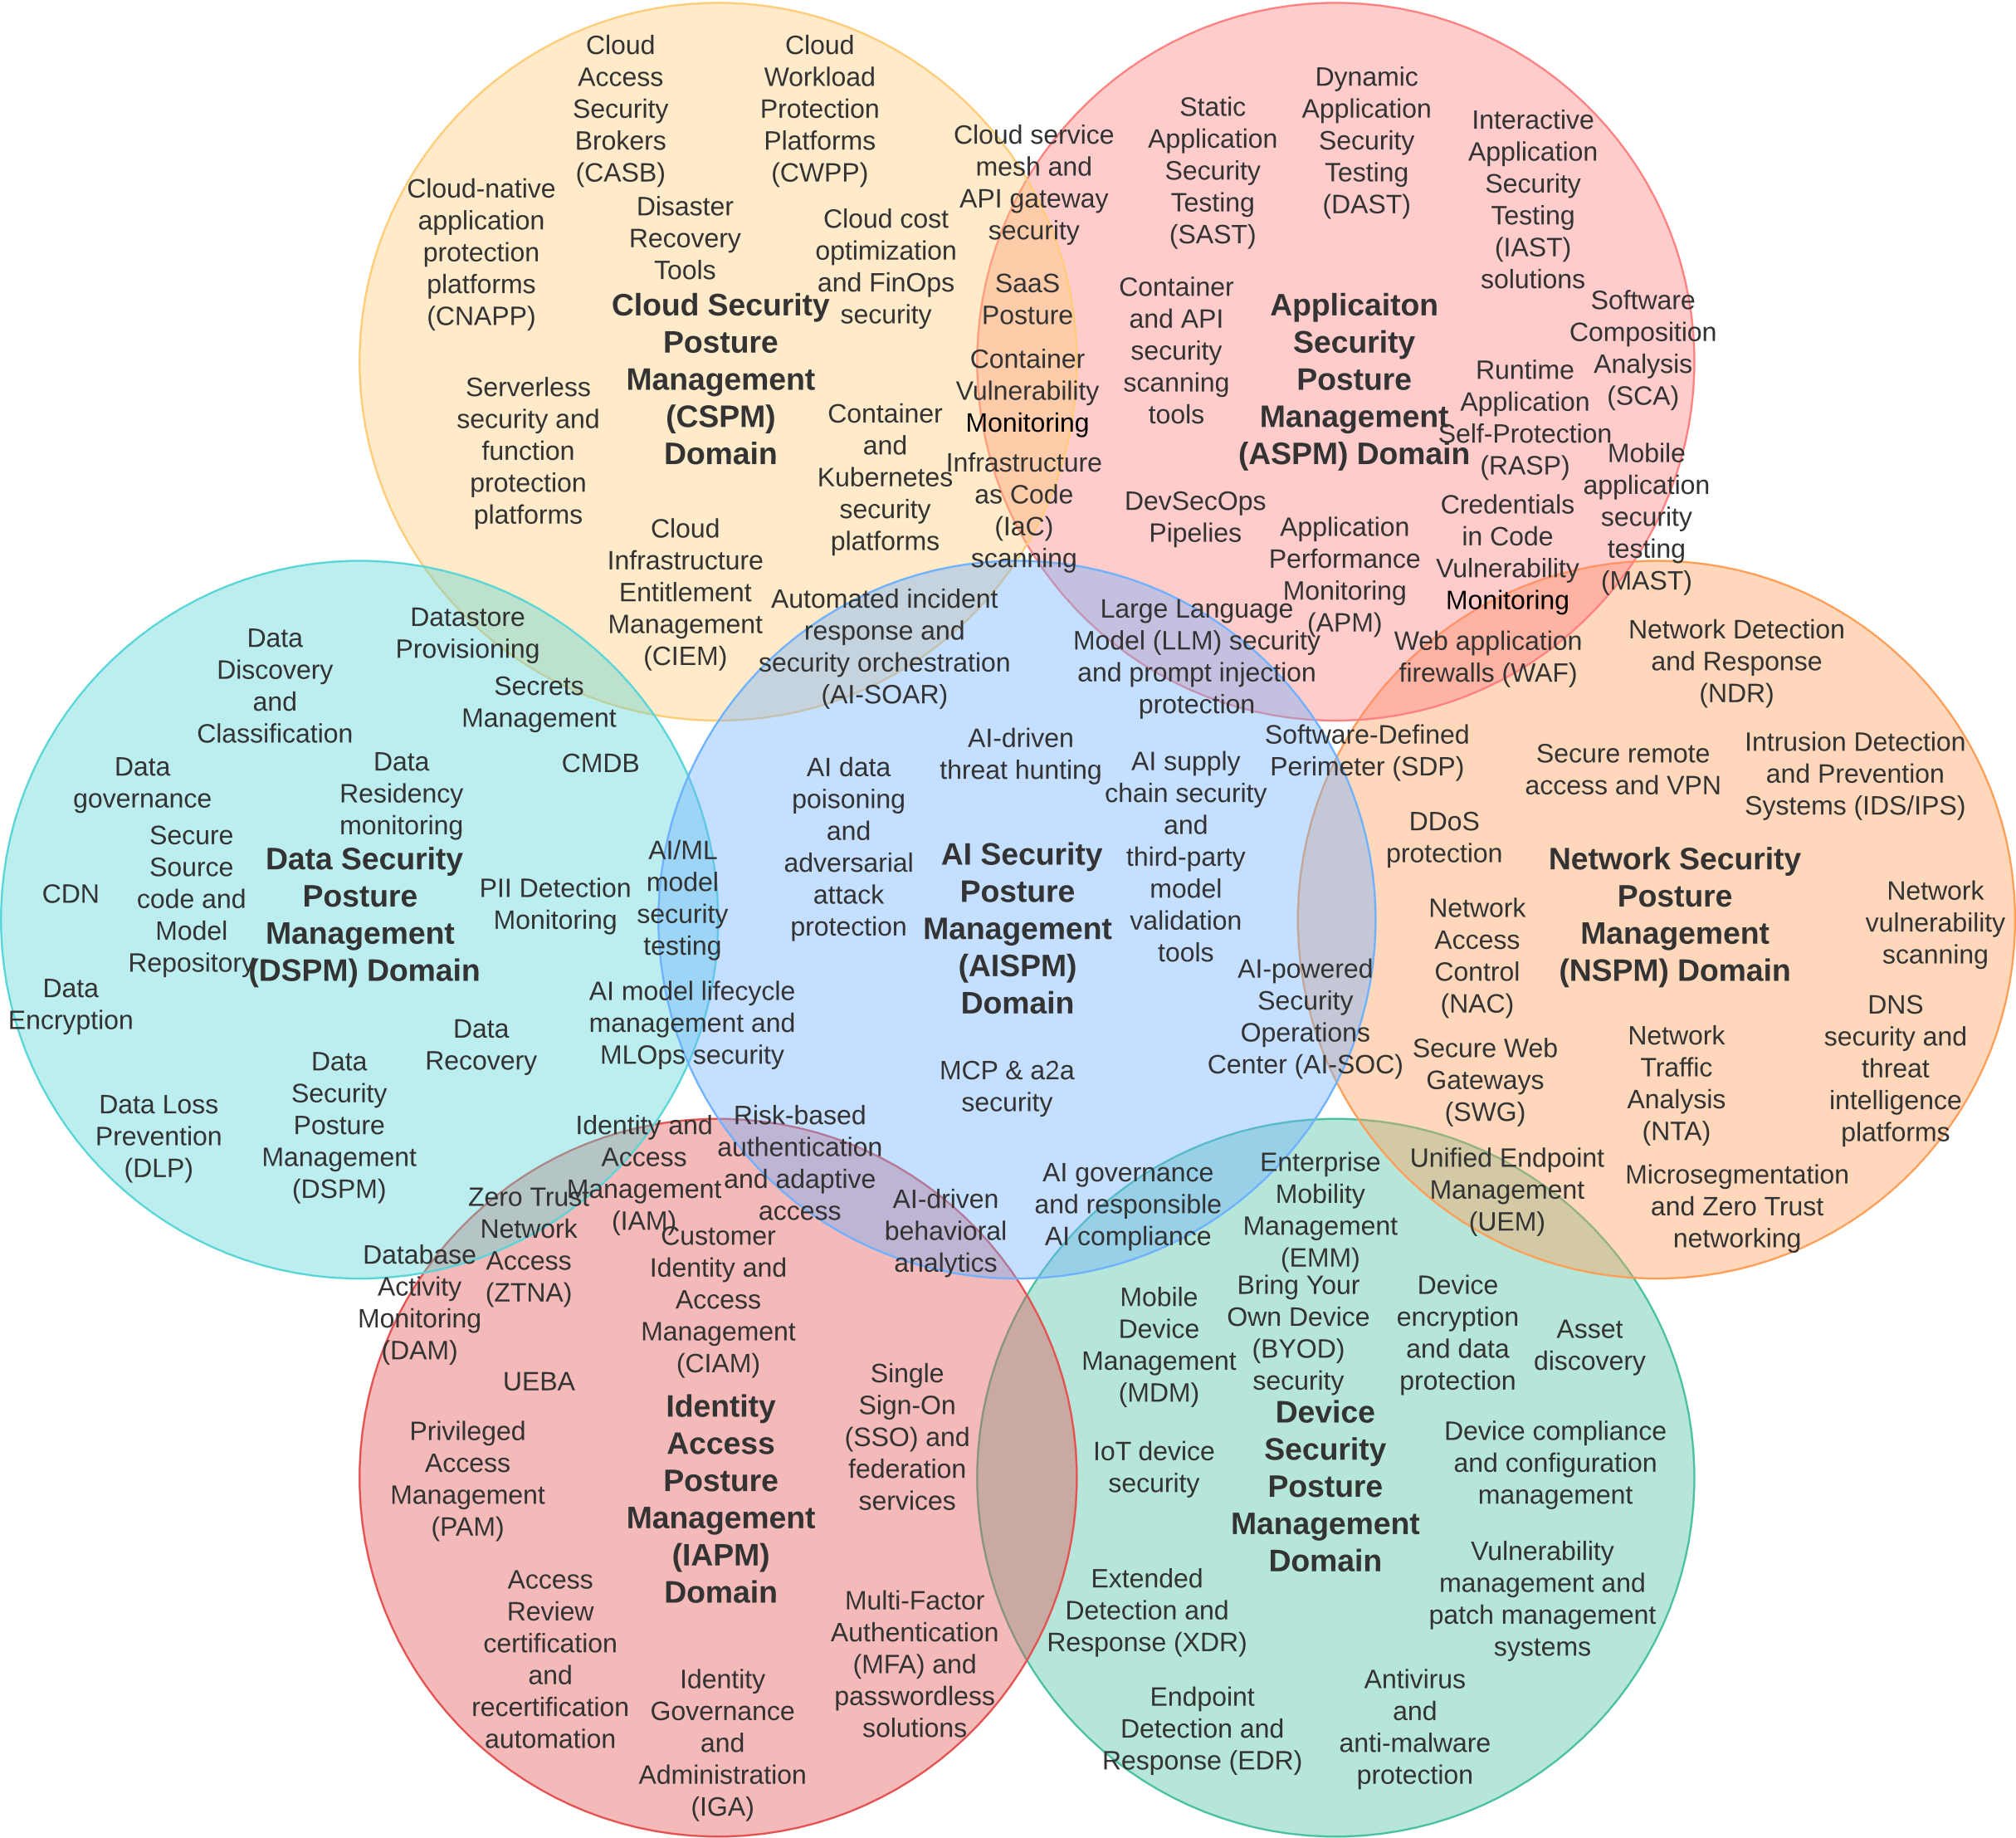 Cloud
Access
Security
Brokers
(CASB)
Cloud
Workload
Protection
Platforms
(CWPP)
Cloud-native
application
protection
platforms
(CNAPP)
Disaster
Recovery
Tools
Cloud cost
optimization
and FinOps
security
Cloud Security
Posture
Management
(CSPM)
Domain
Serverless
security and
function
protection
platforms
Container
and
Kubernetes
security
platforms
Cloud
Infrastructure
Entitlement
Management
(CIEM)
Cloud service
mesh and
API gateway
security
SaaS
Posture
Container
Vulnerability
Monitoring
Infrastructure
as Code
(IaC)
scanning
Static
Application
Security
Testing
(SAST)
Dynamic
Application
Security
Testing
(DAST)
Interactive
Application
Security
Testing
(IAST)
solutions
Container
and API
security
scanning
tools
Applicaiton
Security
Posture
Management
(ASPM) Domain
Software
Composition
Analysis
(SCA)
Runtime
Application
Self-Protection
(RASP)
Mobile
application
security
testing
(MAST)
DevSecOps
Pipelies
Application
Performance
Monitoring
(APM)
Credentials
in Code
Vulnerability
Monitoring
Web application
firewalls (WAF)
Automated incident
response and
security orchestration
(AI-SOAR)
Large Language
Model (LLM) security
and prompt injection
protection
Datastore
Provisioning
Data
Discovery
and
Classification
Secrets
Management
CMDB
Data
governance
Data
Residency
monitoring
Secure
Source
code and
Model
Repository
CDN
Data Security
Posture
Management
(DSPM) Domain
PII Detection
Monitoring
Data
Encryption
Data
Recovery
Data
Security
Posture
Management
(DSPM)
Data Loss
Prevention
(DLP)
AI/ML
model
security
testing
AI model lifecycle
management and
MLOps security
AI data
poisoning
and
adversarial
attack
protection
AI-driven
threat hunting
AI supply
chain security
and
third-party
model
validation
tools
AI Security
Posture
Management
(AISPM)
Domain
MCP & a2a
security
AI-powered
Security
Operations
Center (AI-SOC)
Software-Defined
Perimeter (SDP)
Network Detection
and Response
(NDR)
Secure remote
access and VPN
Intrusion Detection
and Prevention
Systems (IDS/IPS)
DDoS
protection
Network Security
Posture
Management
(NSPM) Domain
Network
vulnerability
scanning
Network
Access
Control
(NAC)
Secure Web
Gateways
(SWG)
Network
Traffic
Analysis
(NTA)
DNS
security and
threat
intelligence
platforms
Unified Endpoint
Management
(UEM)
Microsegmentation
and Zero Trust
networking
Identity and
Access
Management
(IAM)
Risk-based
authentication
and adaptive
access
AI-driven
behavioral
analytics
AI governance
and responsible
AI compliance
Zero Trust
Network
Access
(ZTNA)
Database
Activity
Monitoring
(DAM)
Customer
Identity and
Access
Management
(CIAM)
UEBA
Single
Sign-On
(SSO) and
federation
services
Privileged
Access
Management
(PAM)
Identity
Access
Posture
Management
(IAPM)
Domain
Access
Review
certification
and
recertification
automation
Identity
Governance
and
Administration
(IGA)
Multi-Factor
Authentication
(MFA) and
passwordless
solutions
Enterprise
Mobility
Management
(EMM)
Mobile
Device
Management
(MDM)
Bring Your
Own Device
(BYOD)
security
Device
encryption
and data
protection
Asset
discovery
IoT device
security
Device
Security
Posture
Management
Domain
Device compliance
and configuration
management
Extended
Detection and
Response (XDR)
Vulnerability
management and
patch management
systems
Endpoint
Detection and
Response (EDR)
Antivirus
and
anti-malware
protection